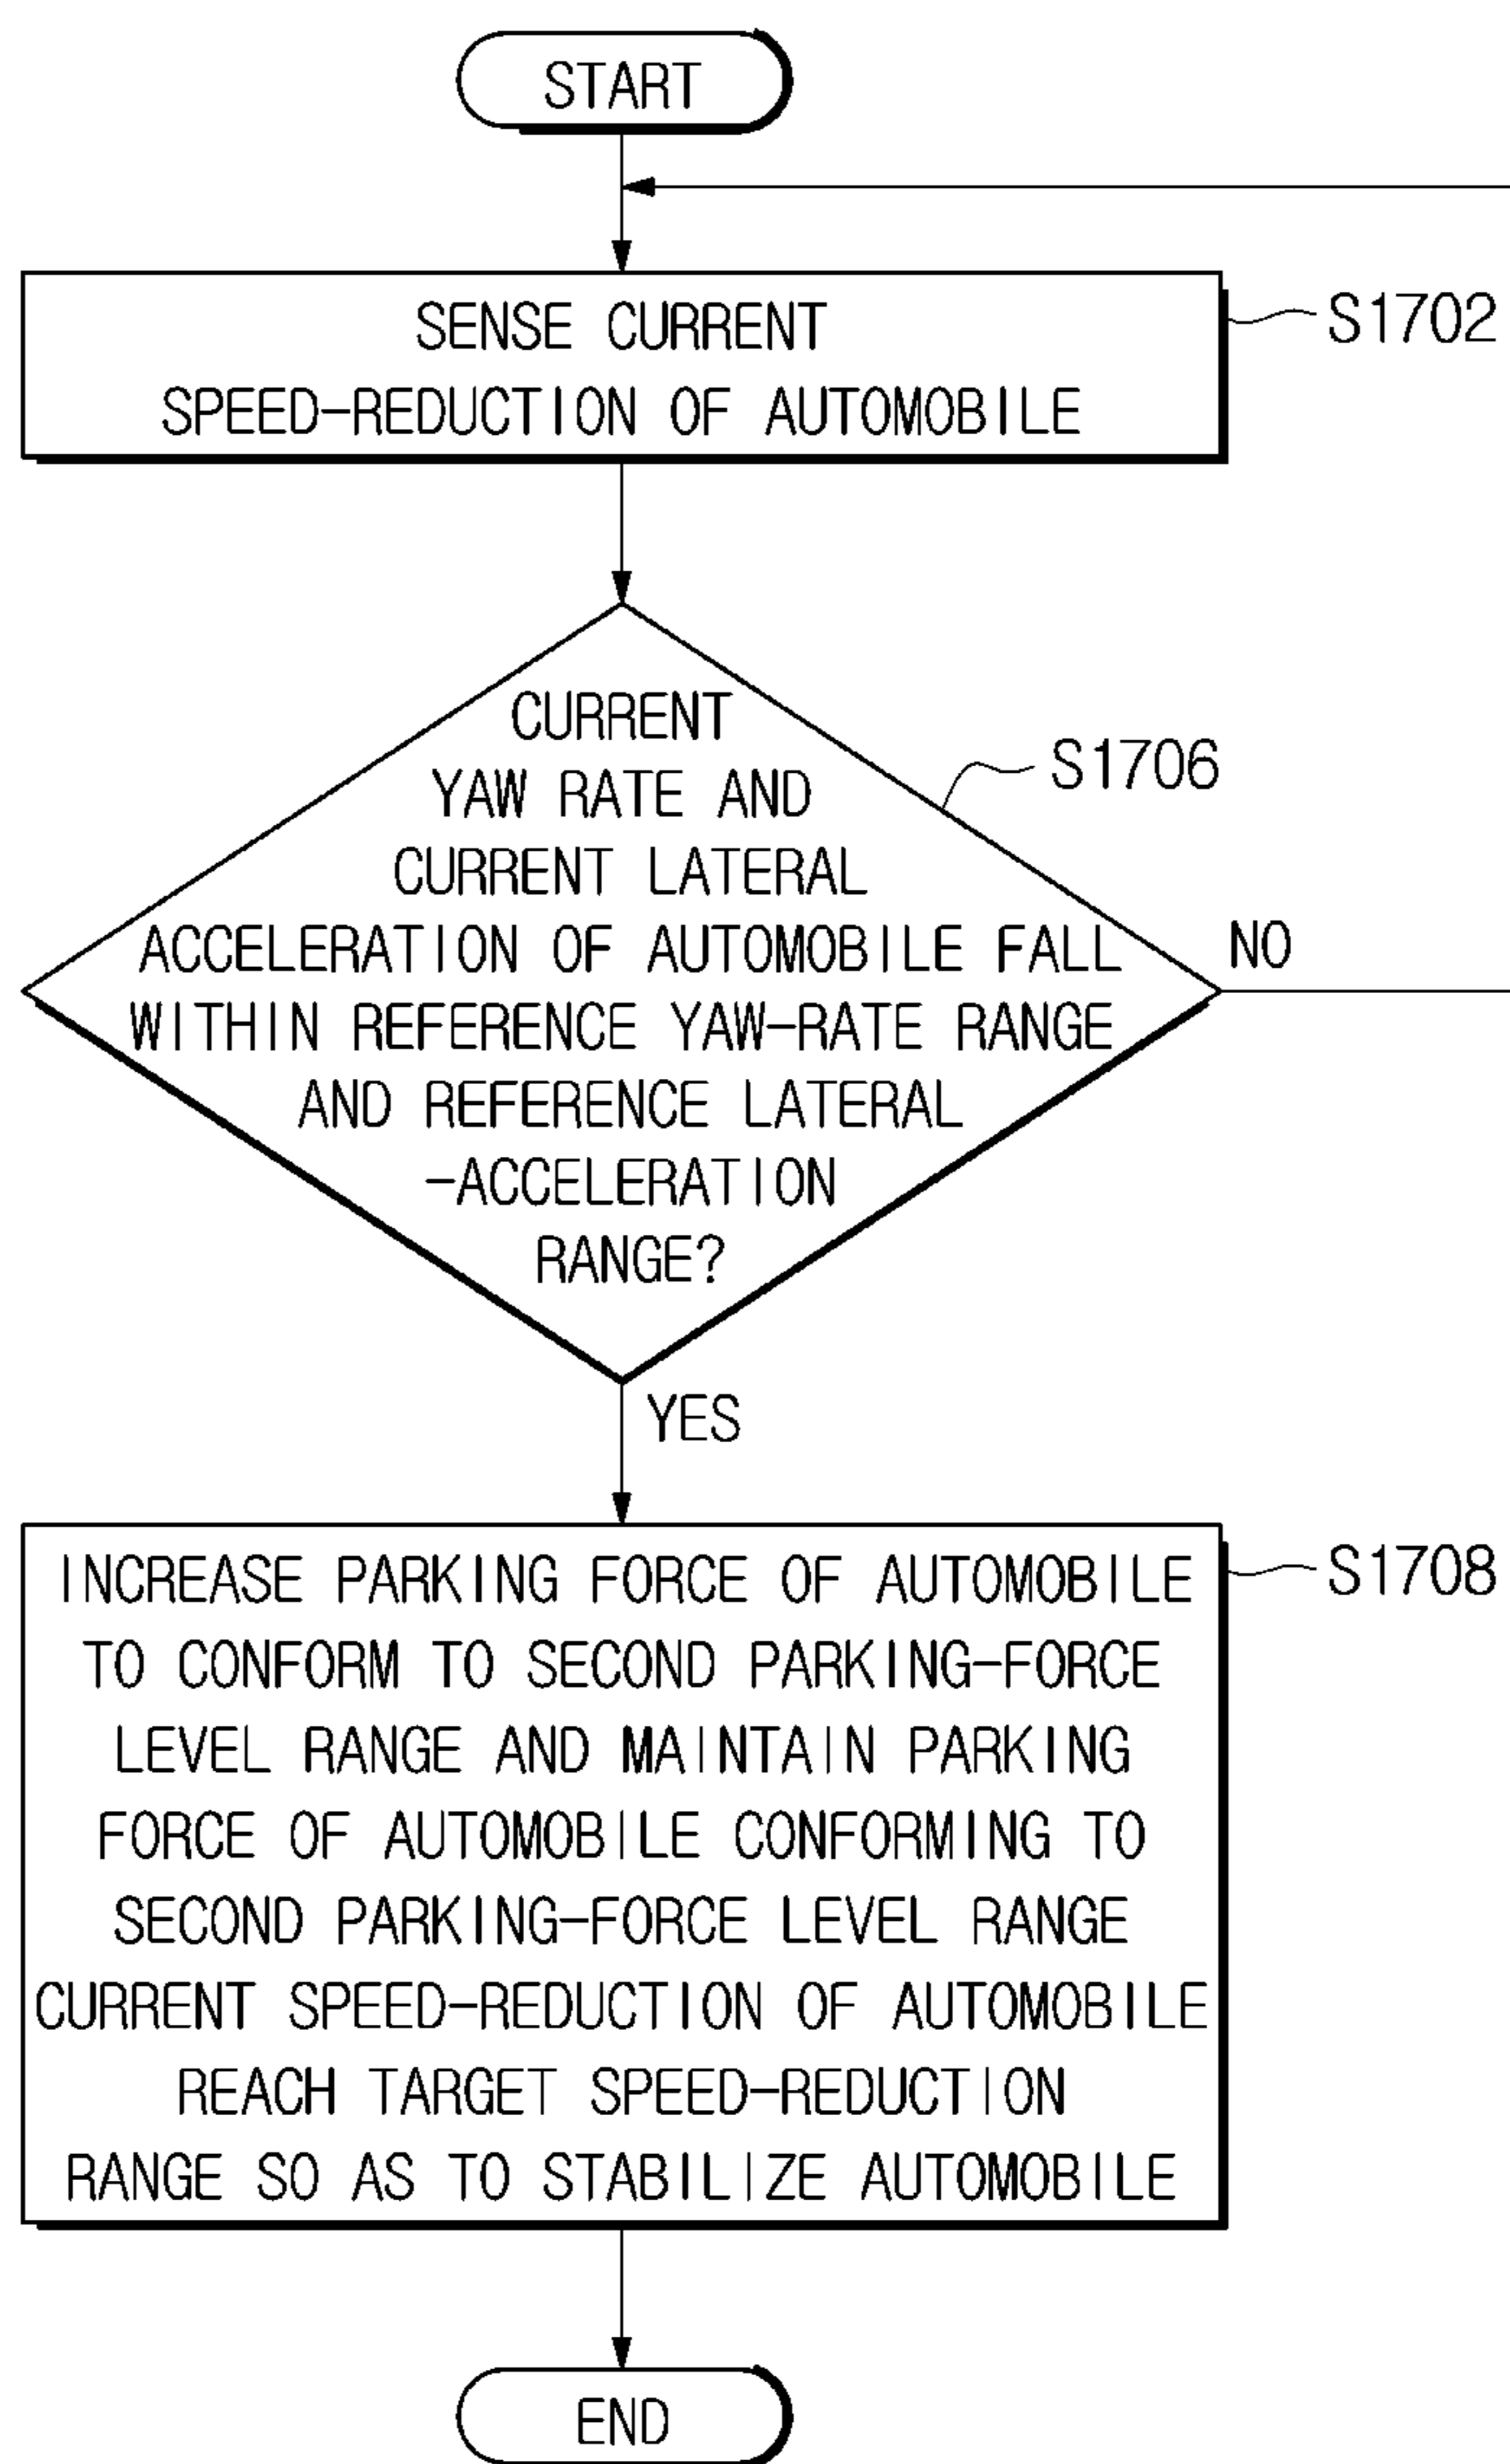 START
SENSE CURRENT
SPEED-REDUCTION OF AUTOMOBILE
S1702
CURRENT
YAW RATE AND
S1706
CURRENT LATERAL
ACCELERATION OF AUTOMOBILE FALL
NO
WITHIN REFERENCE YAW-RATE RANGE
AND REFERENCE LATERAL
-ACCELERATION
RANGE?
YES
INCREASE PARKING FORCE OF AUTOMOBILE
S1708
TO CONFORM TO SECOND PARKING-FORCE
LEVEL RANGE AND MAINTAIN PARKING
FORCE OF AUTOMOBILE CONFORMING TO
SECOND PARKING-FORCE LEVEL RANGE
CURRENT SPEED-REDUCTION OF AUTOMOBILE
REACH TARGET SPEED-REDUCTION
RANGE SO AS TO STABILIZE AUTOMOBILE
END